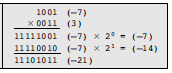 1001 (−7)
× 0011 (3)
11111001 (−7) × 2⁰ = (−7)
11110010 (−7) × 2¹ = (−14)
11101011 (−21)